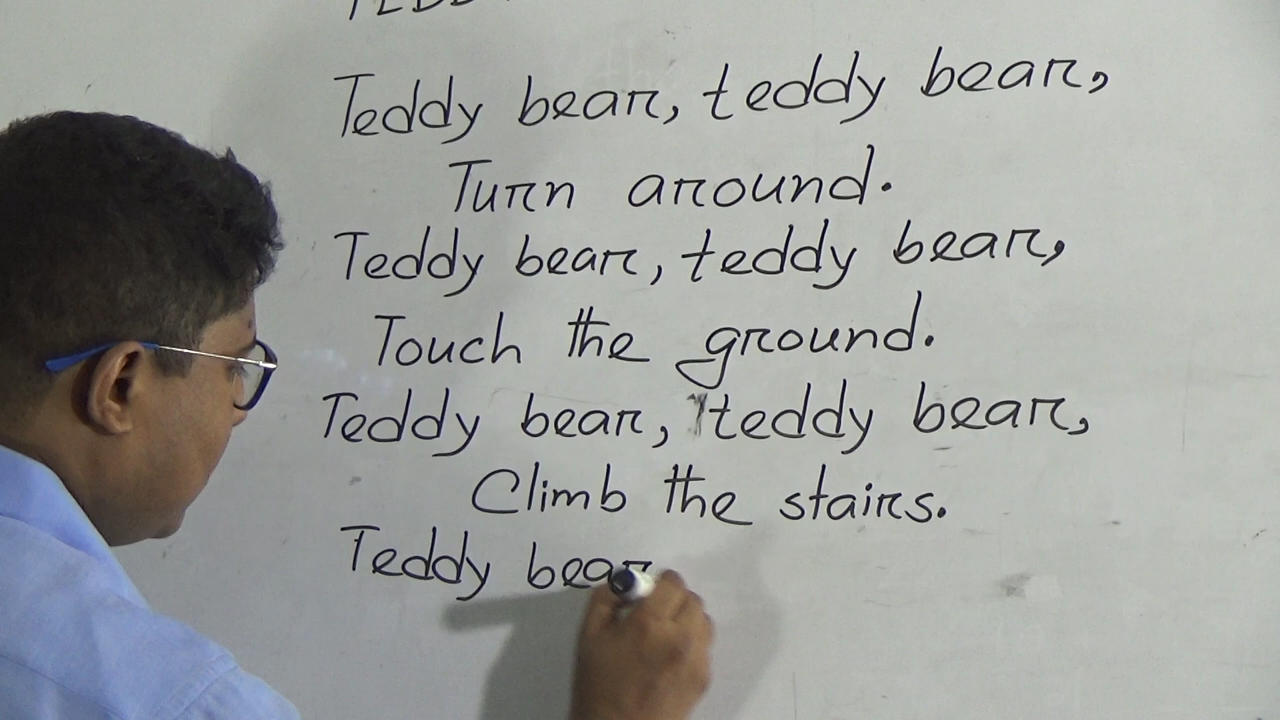 Teddy bear, teddy bear,
Turn around.
Teddy bear, teddy bear,
Touch the ground.
Teddy bear, teddy bear,
Climb the stairs.
Teddy bear